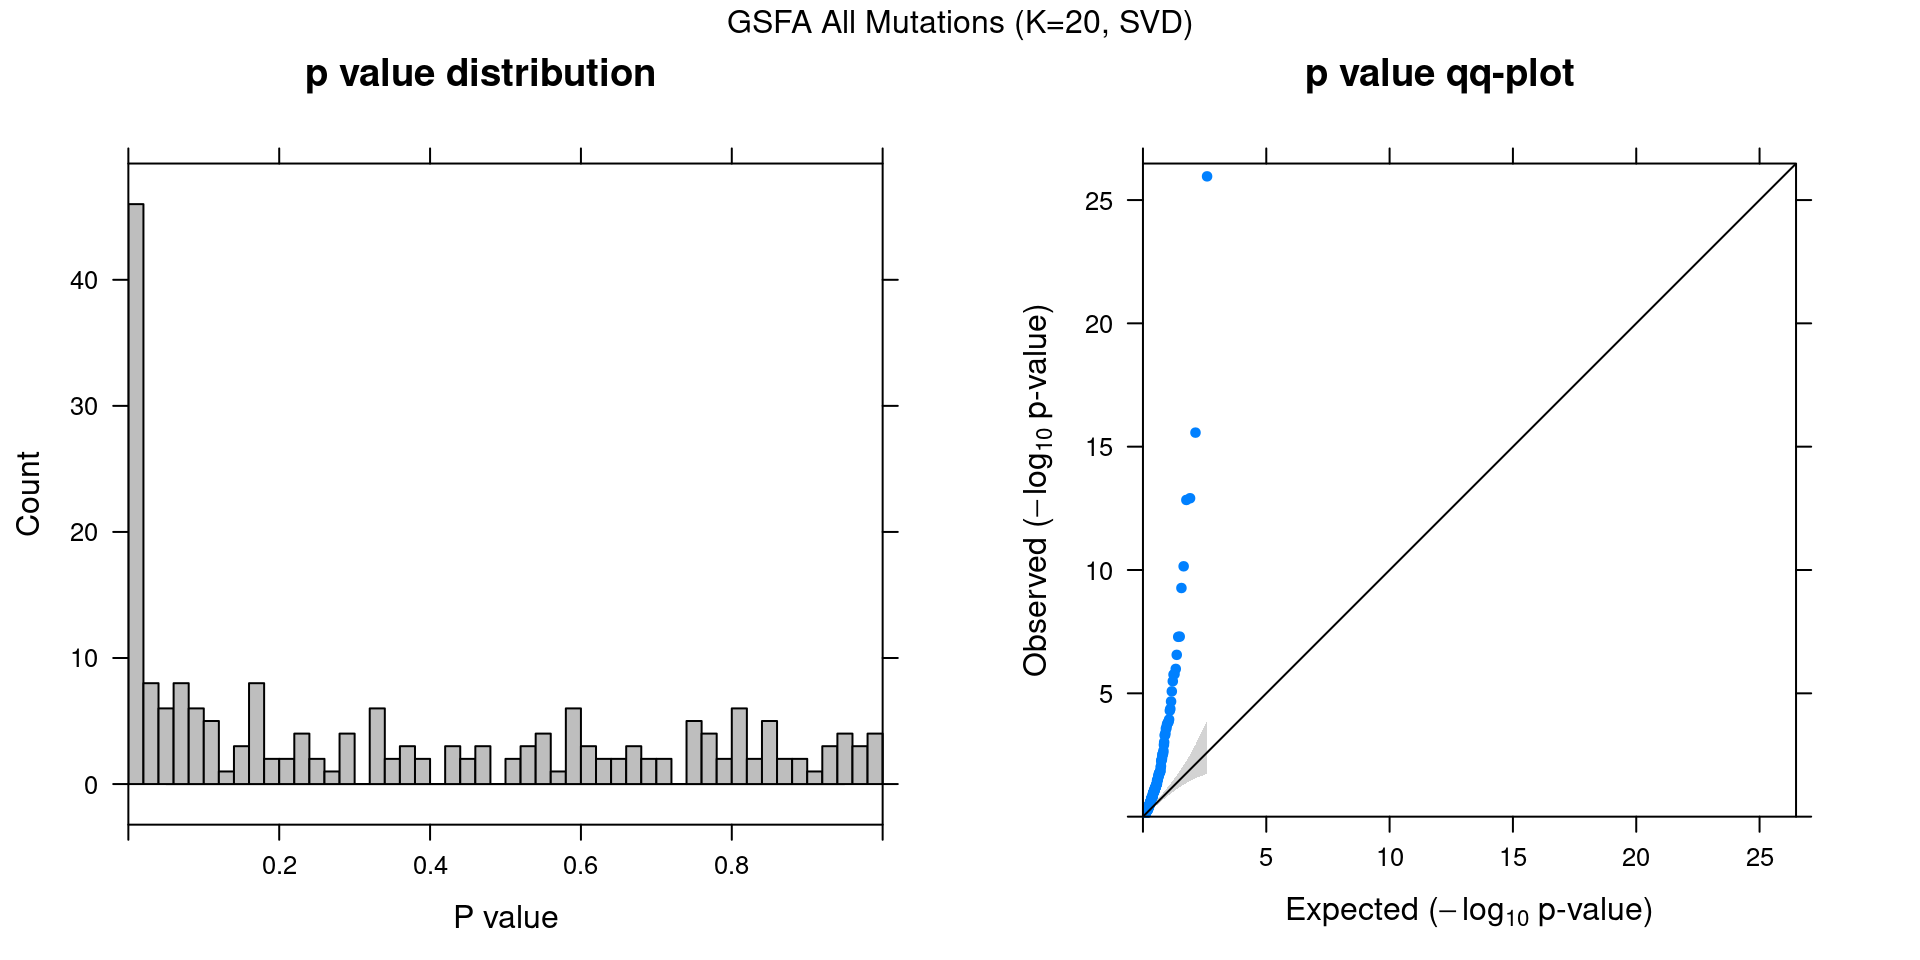 GSFA All Mutations (K=20, SVD)
p value distribution
Count
40
30
20
10
0
0.2 0.4 0.6 0.8
P value
p value qq-plot
Observed (−log10 p-value)
25
20
15
10
5
5 10 15 20 25
Expected (−log10 p-value)